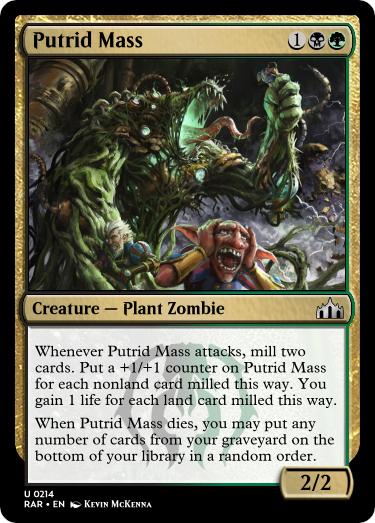 Putrid Mass 1
Creature — Plant Zombie
Whenever Putrid Mass attacks, mill two
cards. Put a +1/+1 counter on Putrid Mass
for each nonland card milled this way. You
gain 1 life for each land card milled this way.
When Putrid Mass dies, you may put any
number of cards from your graveyard on the
bottom of your library in a random order.
2/2
U 0214
RAR • EN Kevin McKenna